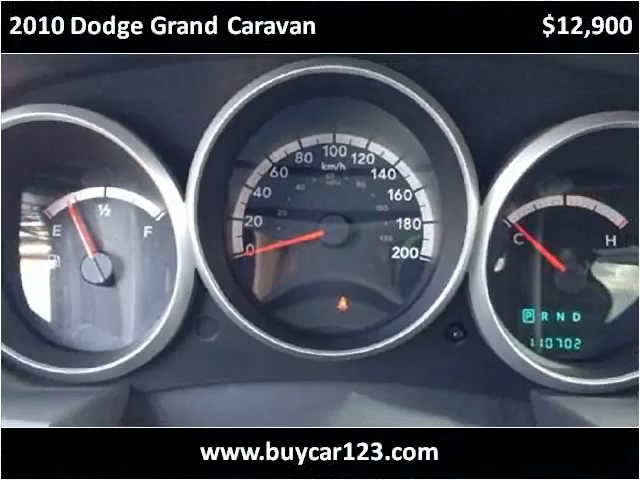 2010 Dodge Grand Caravan $12,900
0 20 40 60 80 100 120 140 160 180 200
km/h
E ½ F
C H
P R N D
110702
www.buycar123.com